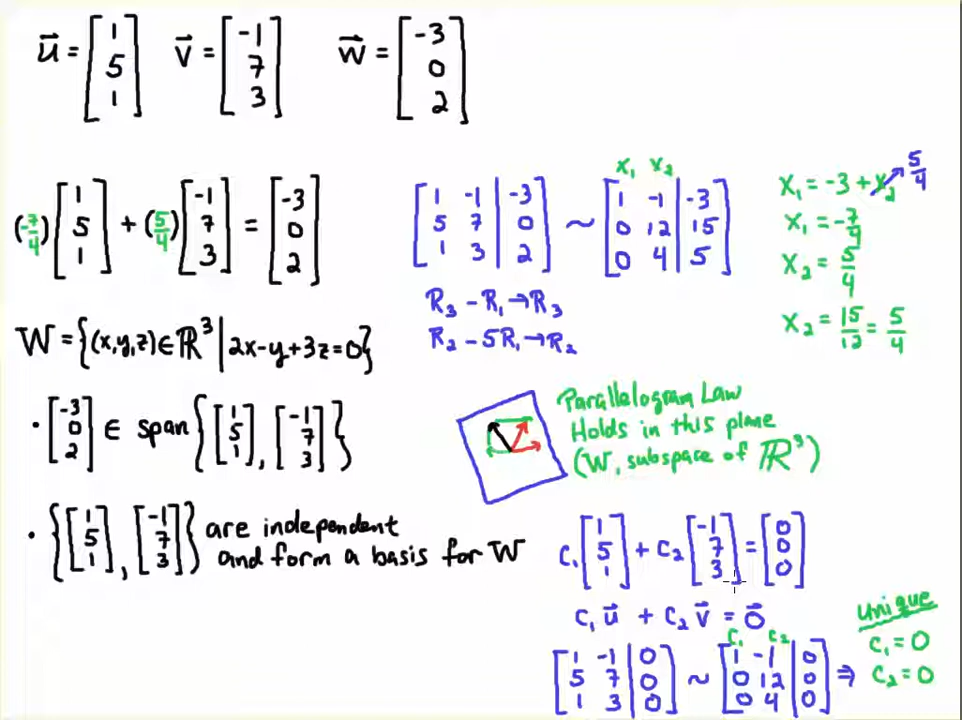 u⃗ = [1 5 1] v⃗ = [-1 7 3] w⃗ = [-3 0 2]
(-7/4)[1 5 1] + (5/4)[-1 7 3] = [-3 0 2]
x₁ x₂
[1 -1 | -3] ~ [1 -1 | -3]
[5 7 | 0] [0 12 | 15]
[1 3 | 2] [0 4 | 5]
R₃ - R₁ → R₃
R₂ - 5R₁ → R₂
x₁ = -3 + x₂ 5/4
x₁ = -7/4
x₂ = 5/4
x₂ = 15/12 = 5/4
W = {(x,y,z) ∈ ℝ³ | 2x-y+3z=0}
• [-3 0 2] ∈ span {[1 5 1], [-1 7 3]}
Parallelogram Law
Holds in this plane
(W, subspace of ℝ³)
• {[1 5 1], [-1 7 3]} are independent
and form a basis for W
c₁[1 5 1] + c₂[-1 7 3] = [0 0 0]
c₁u⃗ + c₂v⃗ = 0⃗
c₁ c₂
[1 -1 | 0] ~ [1 -1 | 0] ⇒
[5 7 | 0] [0 12 | 0]
[1 3 | 0] [0 4 | 0]
Unique
c₁ = 0
c₂ = 0